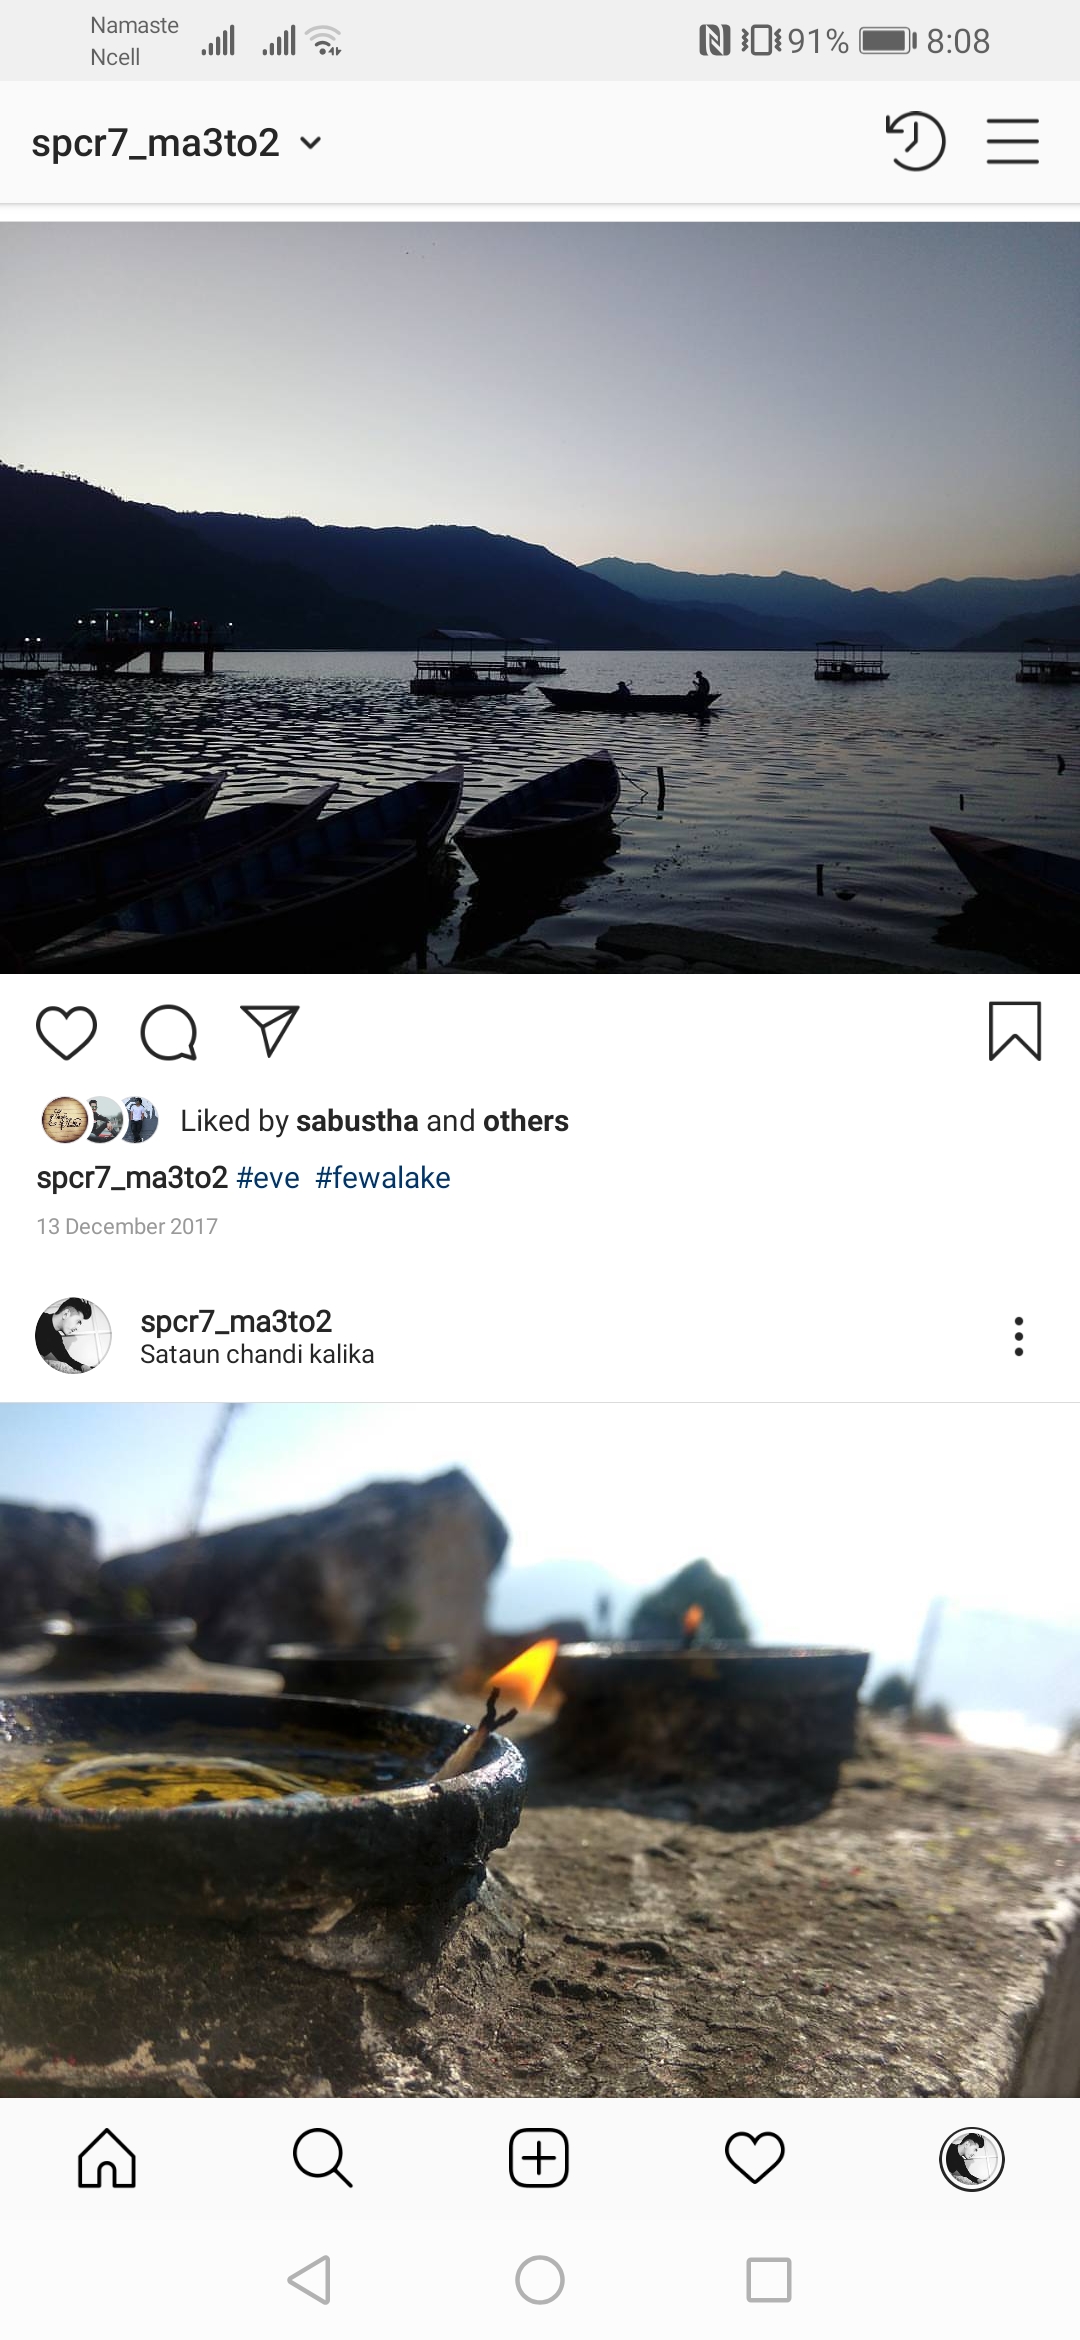 Namaste
Ncell
91% 8:08
spcr7_ma3to2
Liked by sabustha and others
spcr7_ma3to2 #eve #fewalake
13 December 2017
spcr7_ma3to2
Sataun chandi kalika